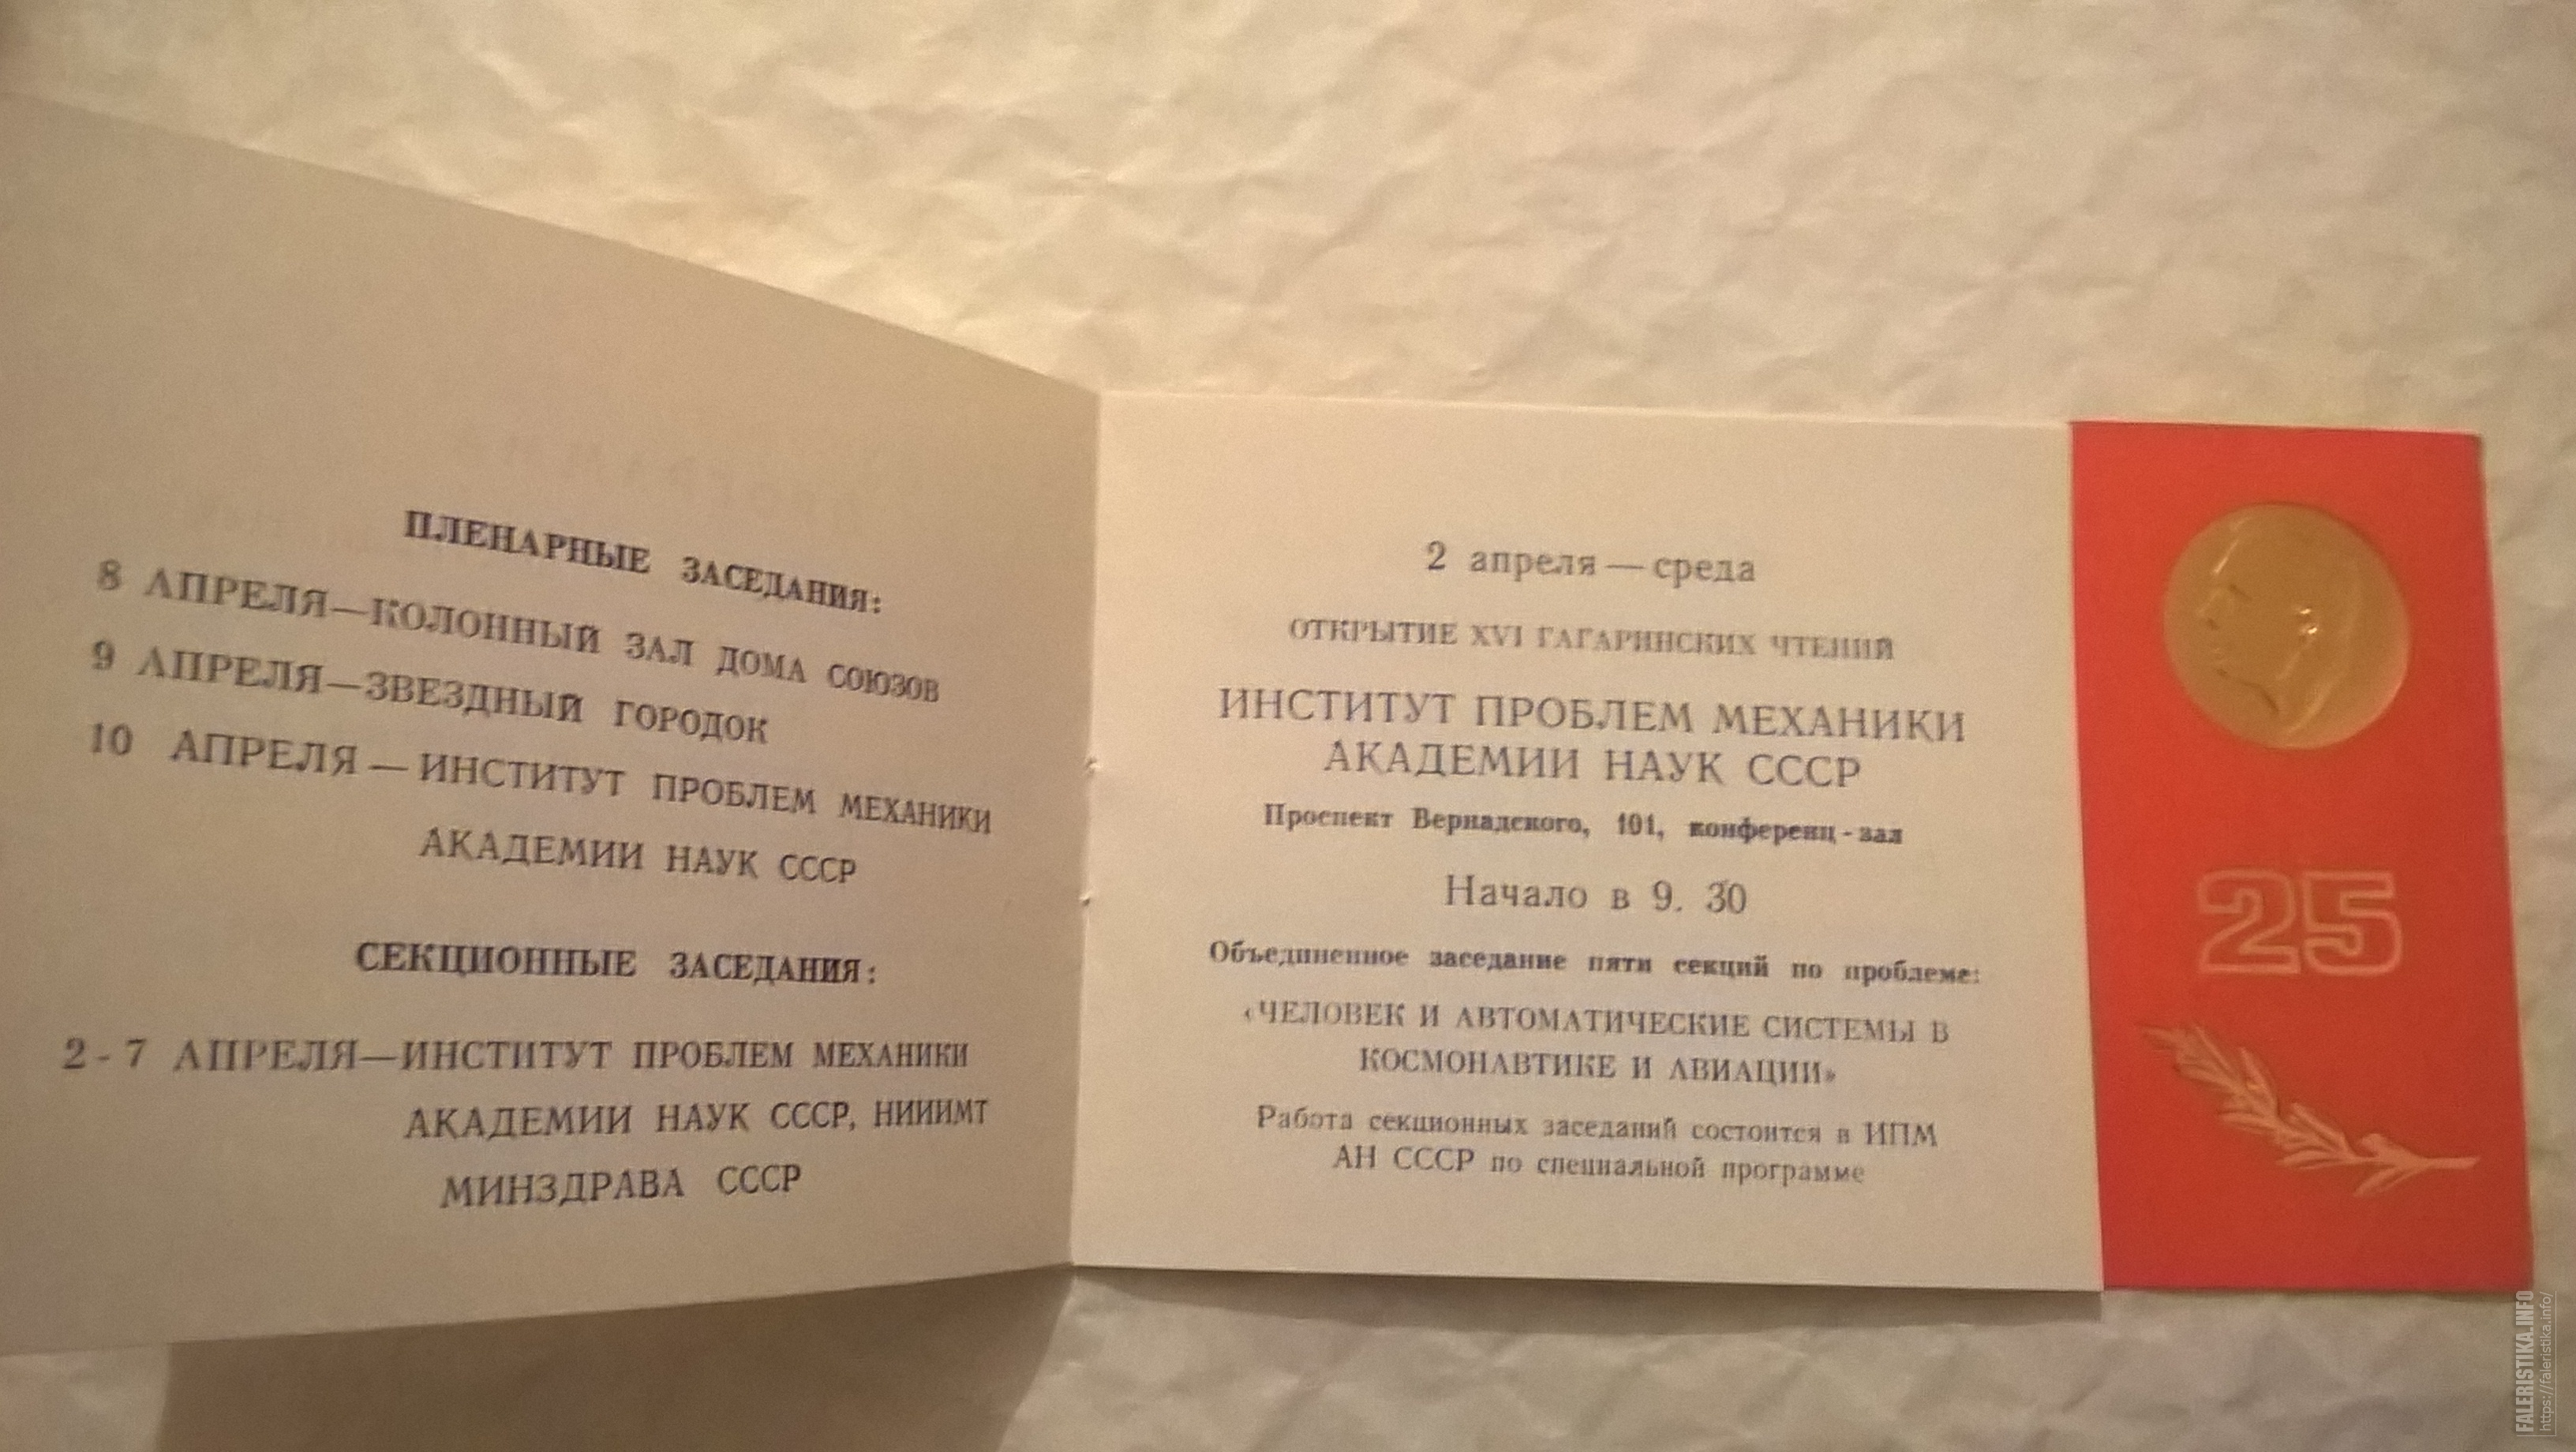 ПЛЕНАРНЫЕ ЗАСЕДАНИЯ:
8 АПРЕЛЯ—КОЛОННЫЙ ЗАЛ ДОМА СОЮЗОВ
9 АПРЕЛЯ—ЗВЕЗДНЫЙ ГОРОДОК
10 АПРЕЛЯ — ИНСТИТУТ ПРОБЛЕМ МЕХАНИКИ
АКАДЕМИИ НАУК СССР
СЕКЦИОННЫЕ ЗАСЕДАНИЯ:
2-7 АПРЕЛЯ—ИНСТИТУТ ПРОБЛЕМ МЕХАНИКИ
АКАДЕМИИ НАУК СССР, НИИИМТ
МИНЗДРАВА СССР
2 апреля — среда
ОТКРЫТИЕ XVI ГАГАРИНСКИХ ЧТЕНИЙ
ИНСТИТУТ ПРОБЛЕМ МЕХАНИКИ
АКАДЕМИИ НАУК СССР
Проспект Вернадского, 101, конференц-зал
Начало в 9. 30
Объединенное заседание пяти секций по проблеме:
«ЧЕЛОВЕК И АВТОМАТИЧЕСКИЕ СИСТЕМЫ В
КОСМОНАВТИКЕ И АВИАЦИИ»
Работа секционных заседаний состоится в ИПМ
АН СССР по специальной программе
25
FALERISTIKA.INFO
https://faleristika.info/